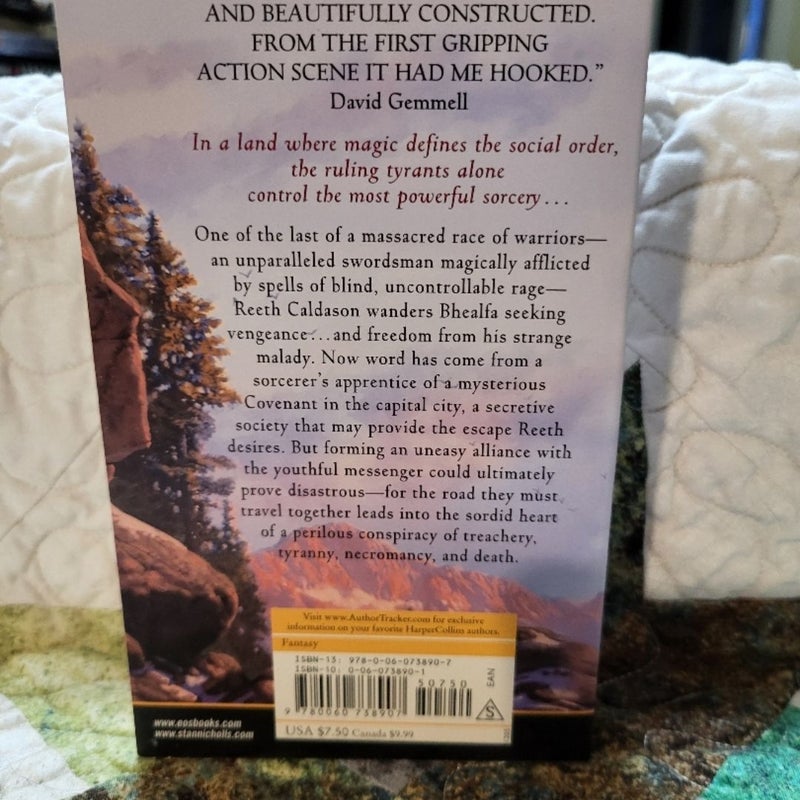 AND BEAUTIFULLY CONSTRUCTED.
FROM THE FIRST GRIPPING
ACTION SCENE IT HAD ME HOOKED."
David Gemmell
In a land where magic defines the social order,
the ruling tyrants alone
control the most powerful sorcery...
One of the last of a massacred race of warriors—
an unparalleled swordsman magically afflicted
by spells of blind, uncontrollable rage—
Reeth Caldason wanders Bhealfa seeking
vengeance...and freedom from his strange
malady. Now word has come from a
sorcerer's apprentice of a mysterious
Covenant in the capital city, a secretive
society that may provide the escape Reeth
desires. But forming an uneasy alliance with
the youthful messenger could ultimately
prove disastrous—for the road they must
travel together leads into the sordid heart
of a perilous conspiracy of treachery,
tyranny, necromancy, and death.
Visit www.AuthorTracker.com for exclusive
information on your favorite HarperCollins authors.
Fantasy
ISBN-13: 978-0-06-073890-7
ISBN-10: 0-06-073890-1
50750
EAN
9 780060 738907
S
USA $7.50 Canada $9.99
www.eosbooks.com
www.stannicholls.com